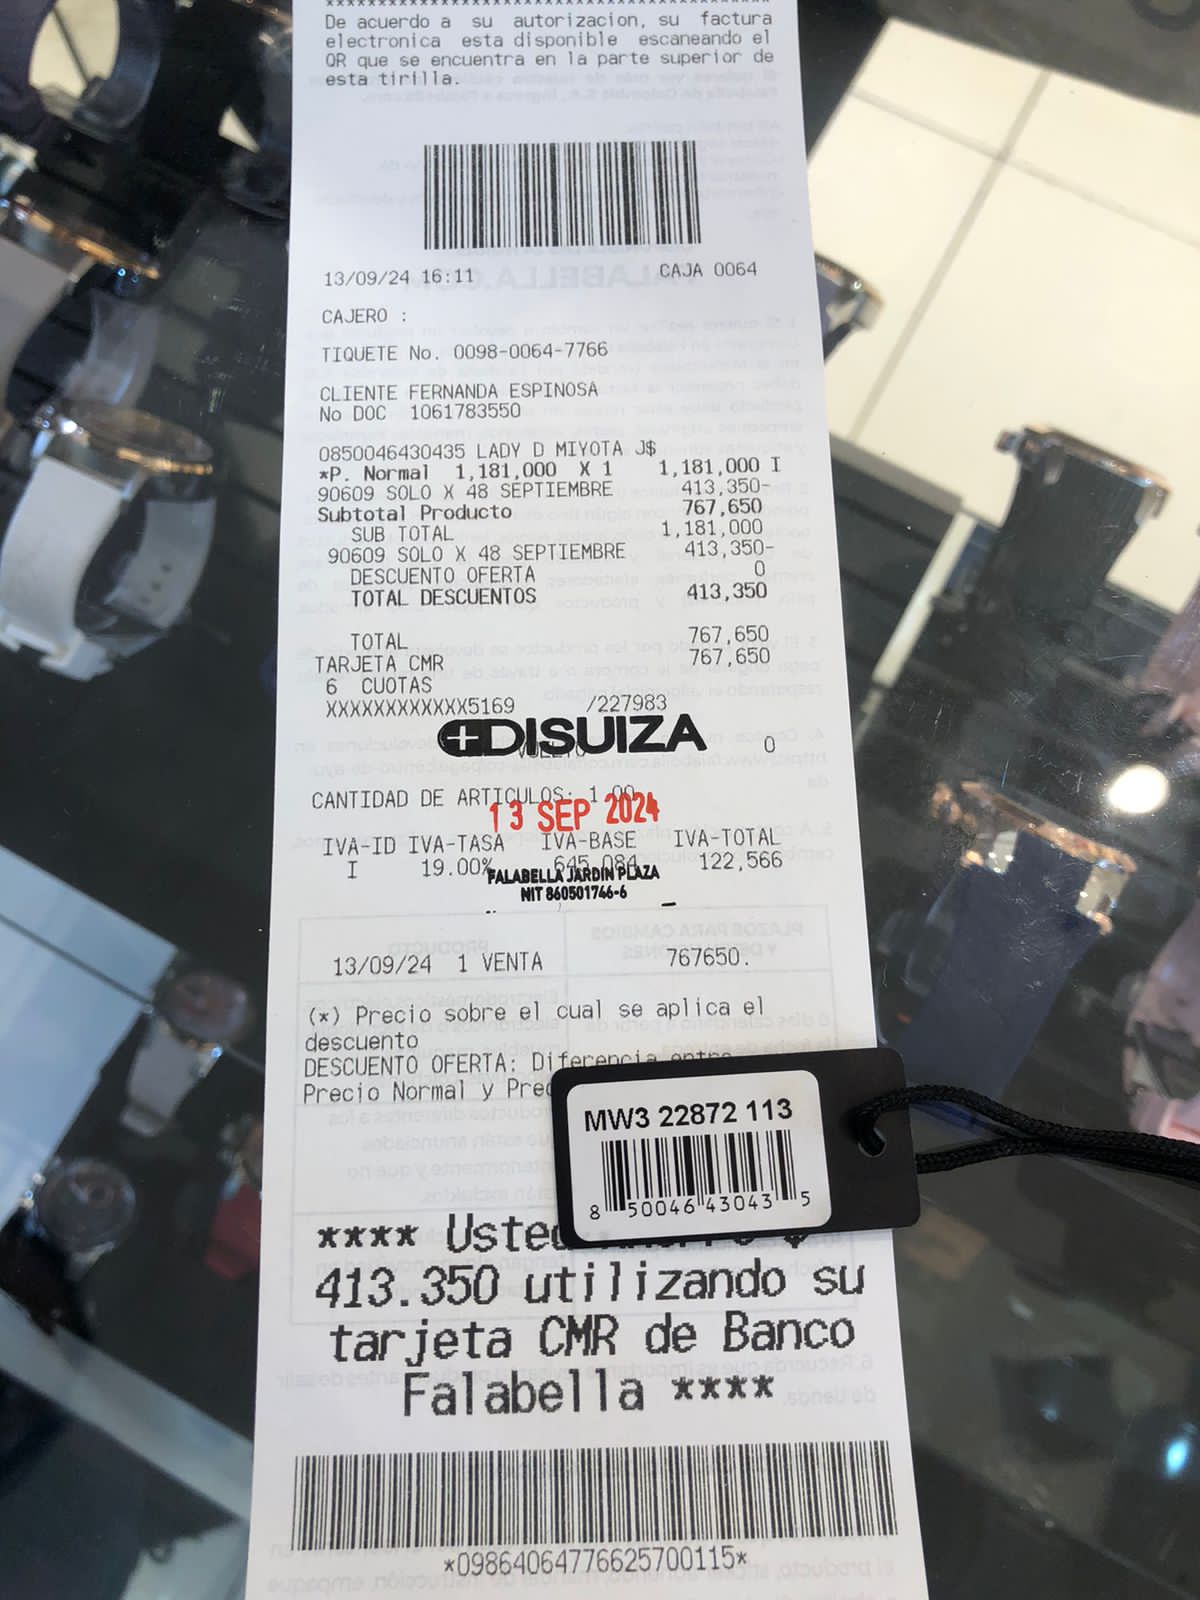 De acuerdo a su autorizacion, su factura
electronica esta disponible escaneando el
QR que se encuentra en la parte superior de
esta tirilla.
13/09/24 16:11 CAJA 0064
CAJERO :
TIQUETE No. 0098-0064-7766
CLIENTE FERNANDA ESPINOSA
No DOC 1061783550
0850046430435 LADY D MIYOTA J$
*P. Normal 1,181,000 X 1 1,181,000 I
90609 SOLO X 48 SEPTIEMBRE 413,350-
Subtotal Producto 767,650
SUB TOTAL 1,181,000
90609 SOLO X 48 SEPTIEMBRE 413,350-
DESCUENTO OFERTA 0
TOTAL DESCUENTOS 413,350
TOTAL 767,650
TARJETA CMR 767,650
6 CUOTAS
XXXXXXXXXXXX5169 /227983
DISUIZA
VUELTO 0
CANTIDAD DE ARTICULOS: 1.00
13 SEP 2024
IVA-ID IVA-TASA IVA-BASE IVA-TOTAL
I 19.00% 645,084 122,566
FALABELLA JARDIN PLAZA
NIT 860501746-6
13/09/24 1 VENTA 767650.
(*) Precio sobre el cual se aplica el
descuento
DESCUENTO OFERTA: Diferencia entre
Precio Normal y
MW3 22872 113
8 50046 43043 5
**** Usted
413.350 utilizando su
tarjeta CMR de Banco
Falabella ****
*09864064776625700115*